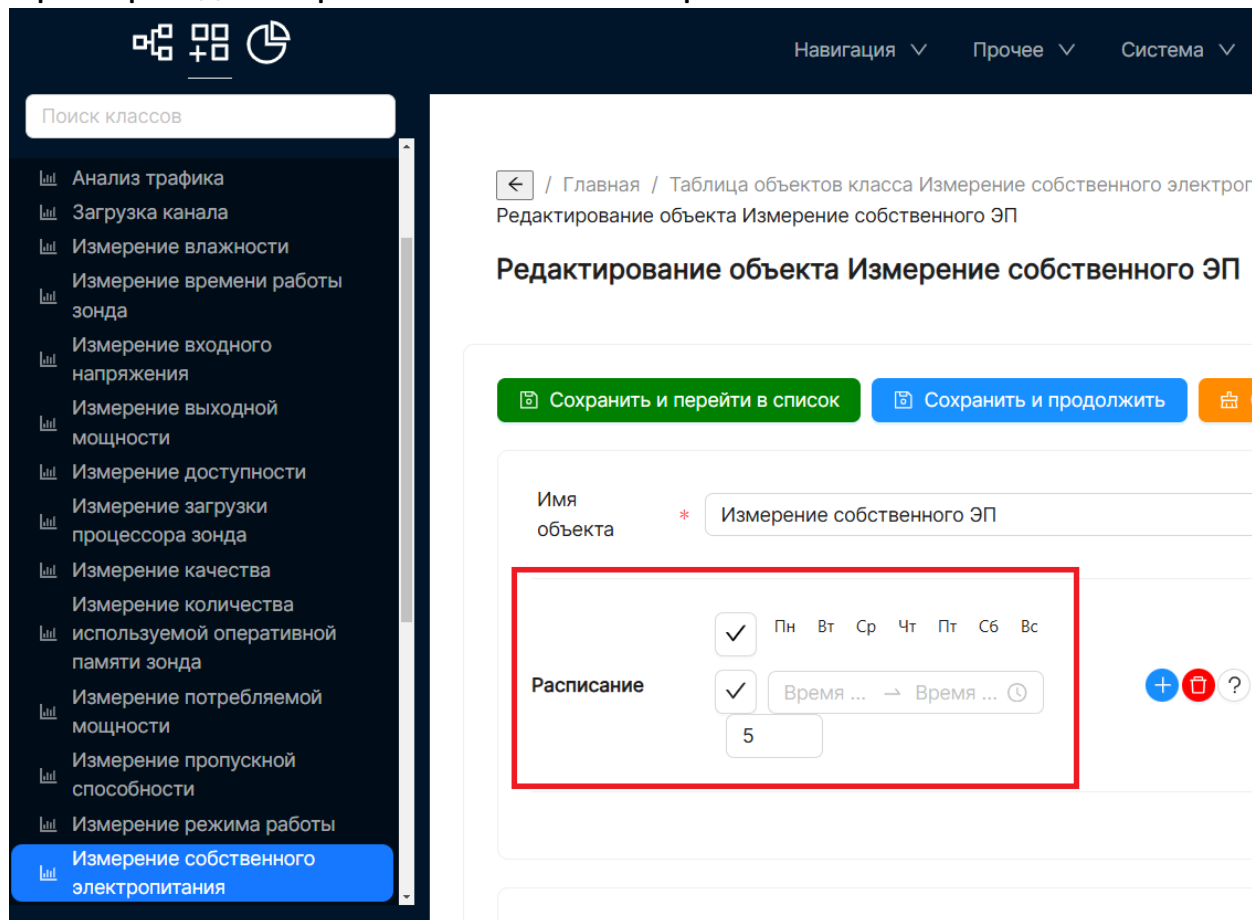 Навигация Прочее Система
Поиск классов
Анализ трафика
Загрузка канала
Измерение влажности
Измерение времени работы
зонда
Измерение входного
напряжения
Измерение выходной
мощности
Измерение доступности
Измерение загрузки
процессора зонда
Измерение качества
Измерение количества
используемой оперативной
памяти зонда
Измерение потребляемой
мощности
Измерение пропускной
способности
Измерение режима работы
Измерение собственного
электропитания
/ Главная / Таблица объектов класса Измерение собственного
Редактирование объекта Измерение собственного ЭП
Редактирование объекта Измерение собственного ЭП
Сохранить и перейти в список Сохранить и продолжить
Имя
объекта * Измерение собственного ЭП
Пн Вт Ср Чт Пт Сб Вс
Расписание Время ... → Время ... ?
5